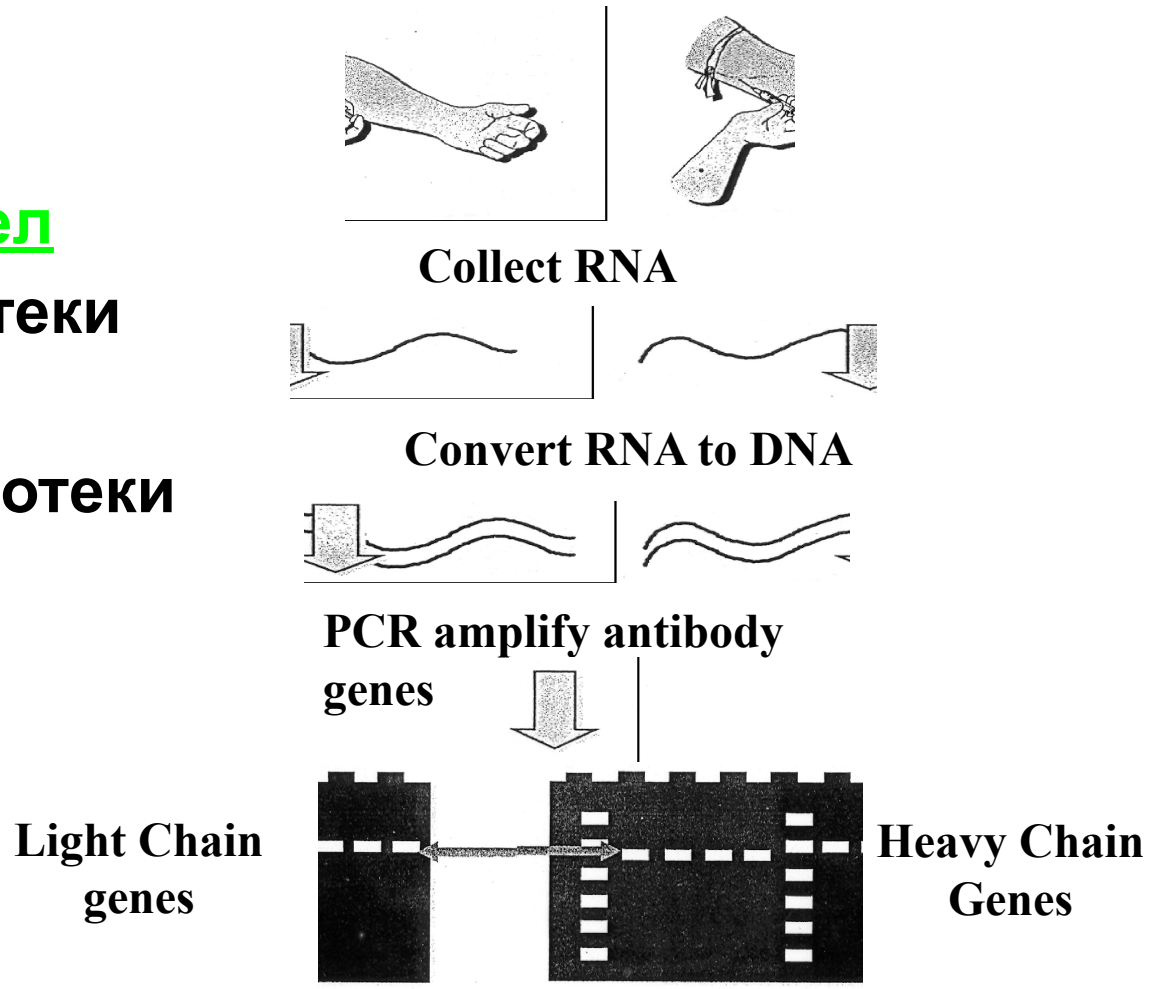 ел
Collect RNA
теки
Convert RNA to DNA
отеки
PCR amplify antibody
genes
Light Chain
genes
Heavy Chain
Genes